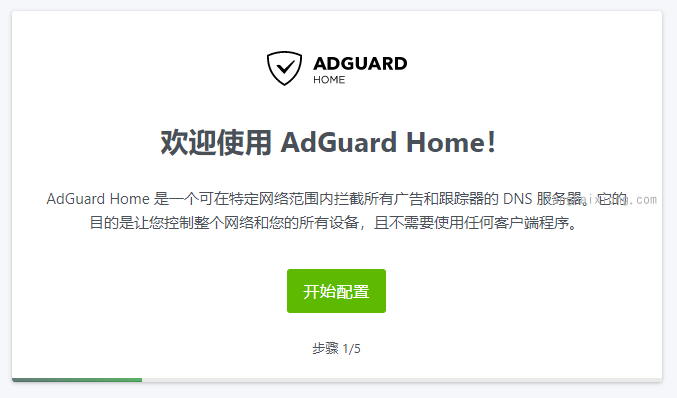 ADGUARD
HOME
欢迎使用 AdGuard Home！
AdGuard Home 是一个可在特定网络范围内拦截所有广告和跟踪器的 DNS 服务器。它的
目的是让您控制整个网络和您的所有设备，且不需要使用任何客户端程序。
开始配置
步骤 1/5